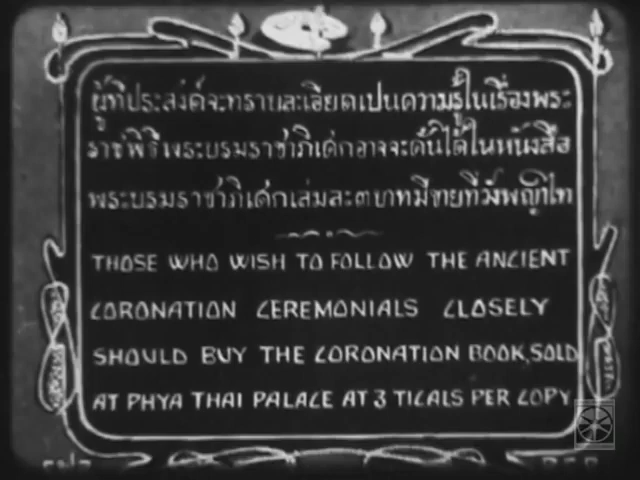 ผู้ที่ประสงค์จะทราบละเอียดเปนความรู้ในเรื่องพระ
ราชพิธีพระบรมราชาภิเศกอาจจะค้นได้ในหนังสือ
พระบรมราชาภิเศกเล่มละ๓บาทมีขายที่วังพญาไท
THOSE WHO WISH TO FOLLOW THE ANCIENT
CORONATION CEREMONIALS CLOSELY
SHOULD BUY THE CORONATION BOOK, SOLD
AT PHYA THAI PALACE AT 3 TICALS PER COPY